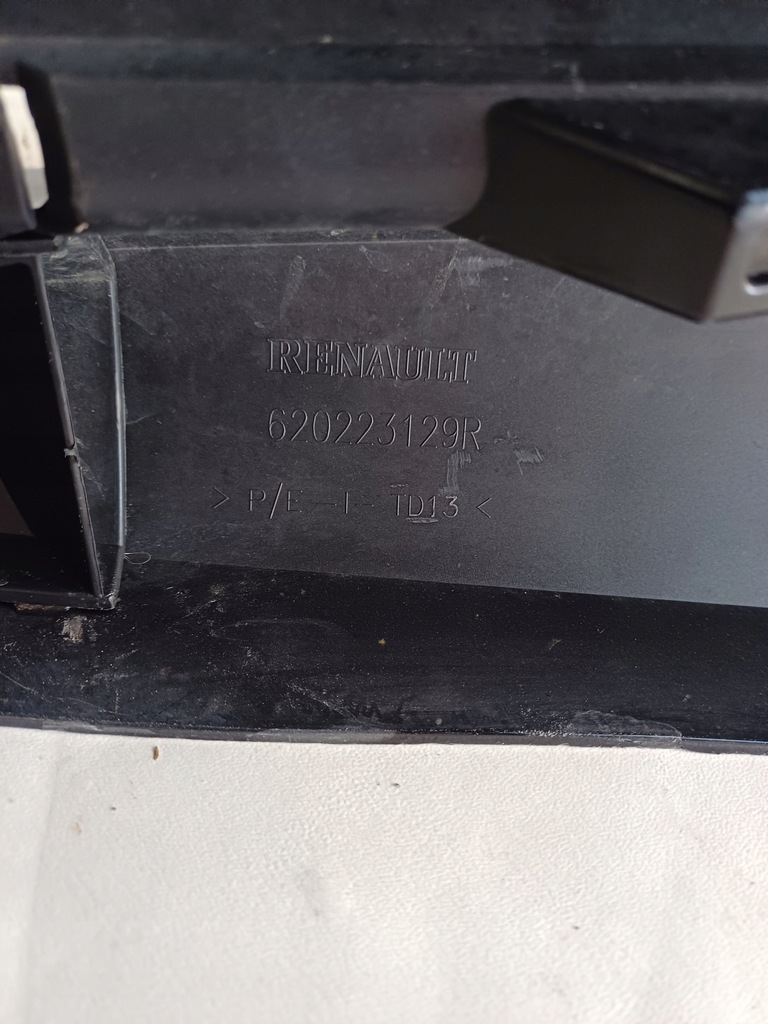 RENAULT
620223129R
> P/E-I-TD13 <